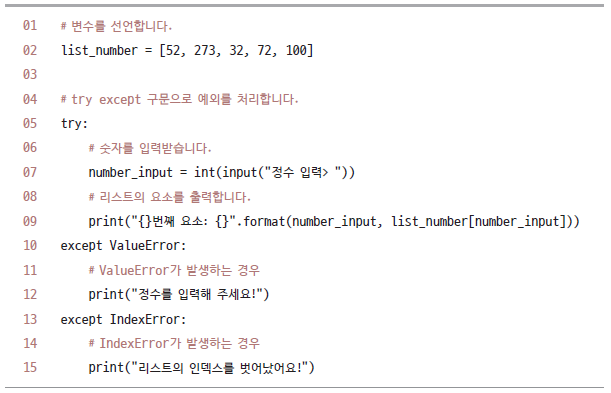 01 # 변수를 선언합니다.
02 list_number = [52, 273, 32, 72, 100]
03
04 # try except 구문으로 예외를 처리합니다.
05 try:
06     # 숫자를 입력받습니다.
07     number_input = int(input("정수 입력> "))
08     # 리스트의 요소를 출력합니다.
09     print("{}번째 요소: {}".format(number_input, list_number[number_input]))
10 except ValueError:
11     # ValueError가 발생하는 경우
12     print("정수를 입력해 주세요!")
13 except IndexError:
14     # IndexError가 발생하는 경우
15     print("리스트의 인덱스를 벗어났어요!")